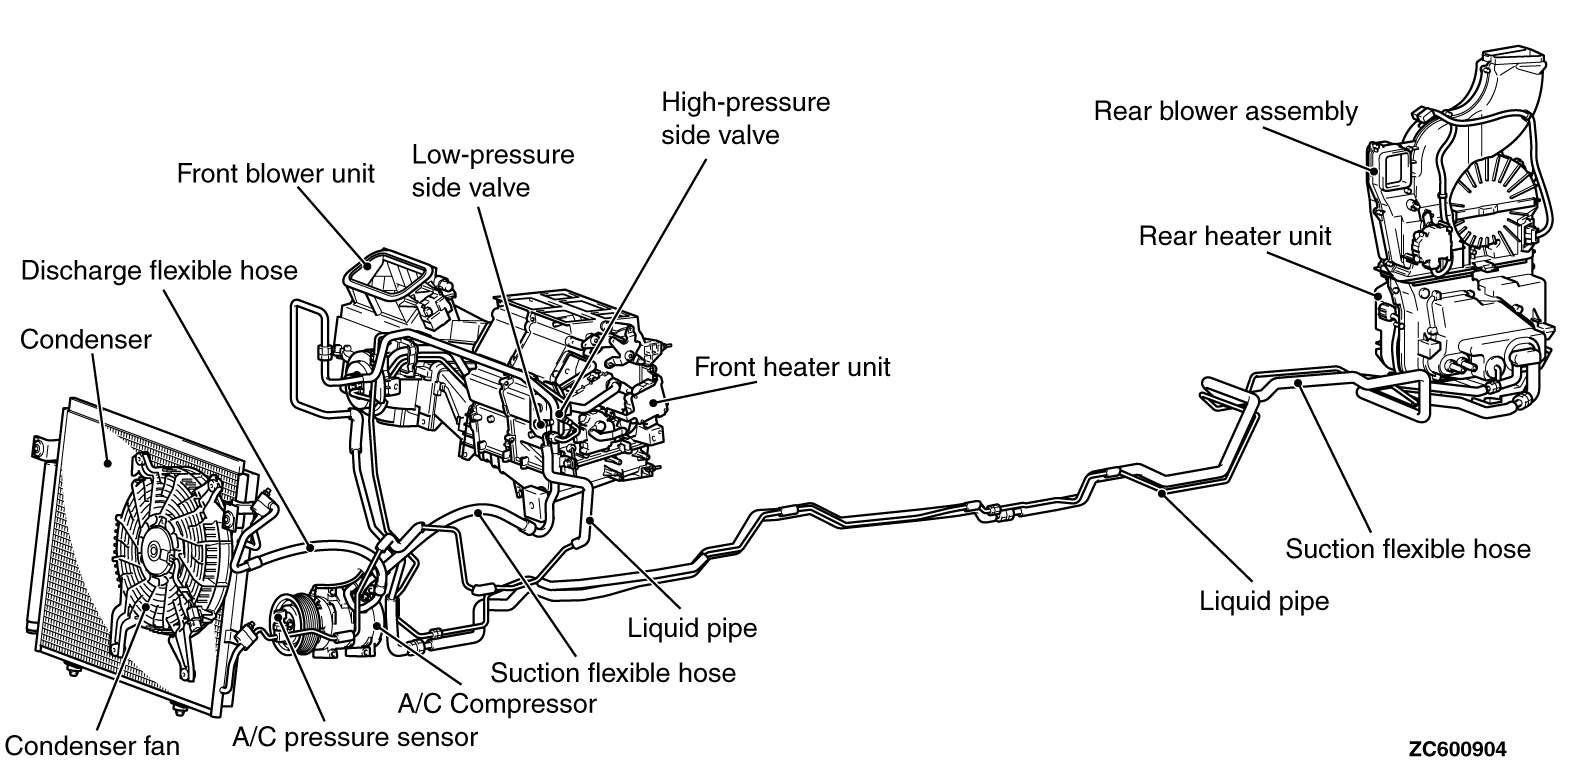 High-pressure
side valve
Rear blower assembly
Low-pressure
side valve
Front blower unit
Rear heater unit
Discharge flexible hose
Condenser
Front heater unit
Suction flexible hose
Liquid pipe
Liquid pipe
Suction flexible hose
A/C Compressor
A/C pressure sensor
Condenser fan
ZC600904